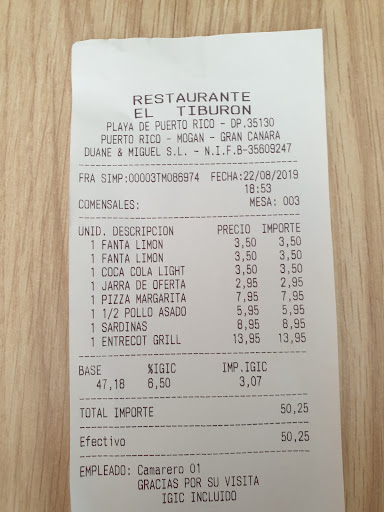 RESTAURANTE
EL TIBURON
PLAYA DE PUERTO RICO - DP.35130
PUERTO RICO - MOGAN - GRAN CANARA
DUANE & MIGUEL S.L. - N.I.F.B-35609247
FRA SIMP:00003TM086974 FECHA:22/08/2019
18:53
COMENSALES: MESA: 003
UNID. DESCRIPCION PRECIO IMPORTE
1 FANTA LIMON 3,50 3,50
1 FANTA LIMON 3,50 3,50
1 COCA COLA LIGHT 3,50 3,50
1 JARRA DE OFERTA 2,95 2,95
1 PIZZA MARGARITA 7,95 7,95
1 1/2 POLLO ASADO 5,95 5,95
1 SARDINAS 8,95 8,95
1 ENTRECOT GRILL 13,95 13,95
BASE %IGIC IMP.IGIC
47,18 6,50 3,07
TOTAL IMPORTE 50,25
Efectivo 50,25
EMPLEADO: Camarero 01
GRACIAS POR SU VISITA
IGIC INCLUIDO